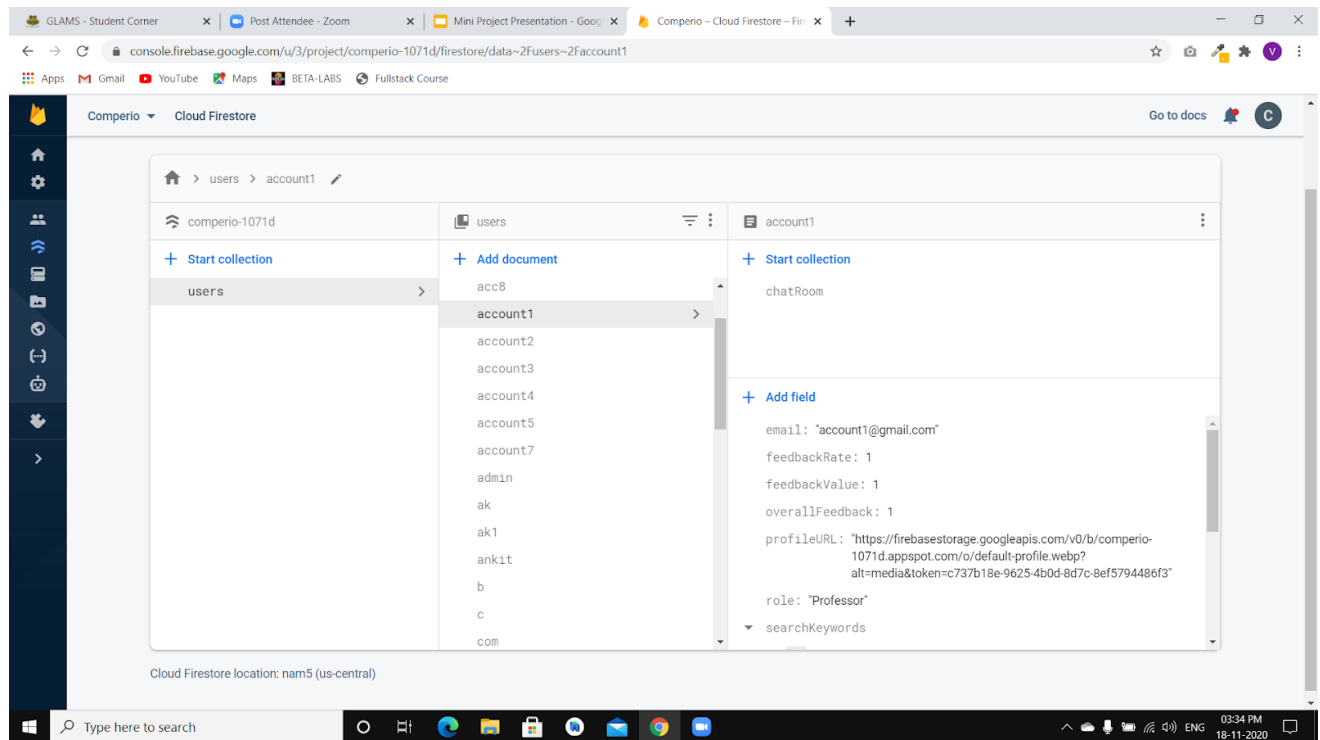 GLAMS - Student Corner
Post Attendee - Zoom
Mini Project Presentation - Goog
Comperio – Cloud Firestore – Fire
console.firebase.google.com/u/3/project/comperio-1071d/firestore/data~2Fusers~2Faccount1
V
Apps
Gmail
YouTube
Maps
BETA-LABS
Fullstack Course
Comperio
Cloud Firestore
Go to docs
C
users
account1
comperio-1071d
users
account1
Start collection
Add document
Start collection
users
acc8
account1
account2
account3
account4
account5
account7
admin
ak
ak1
ankit
b
c
com
chatRoom
Add field
email: "account1@gmail.com"
feedbackRate: 1
feedbackValue: 1
overallFeedback: 1
profileURL: "https://firebasestorage.googleapis.com/v0/b/comperio-
1071d.appspot.com/o/default-profile.webp?
alt=media&token=c737b18e-9625-4b0d-8d7c-8ef5794486f3"
role: "Professor"
searchKeywords
Cloud Firestore location: nam5 (us-central)
Type here to search
ENG
03:34 PM
18-11-2020